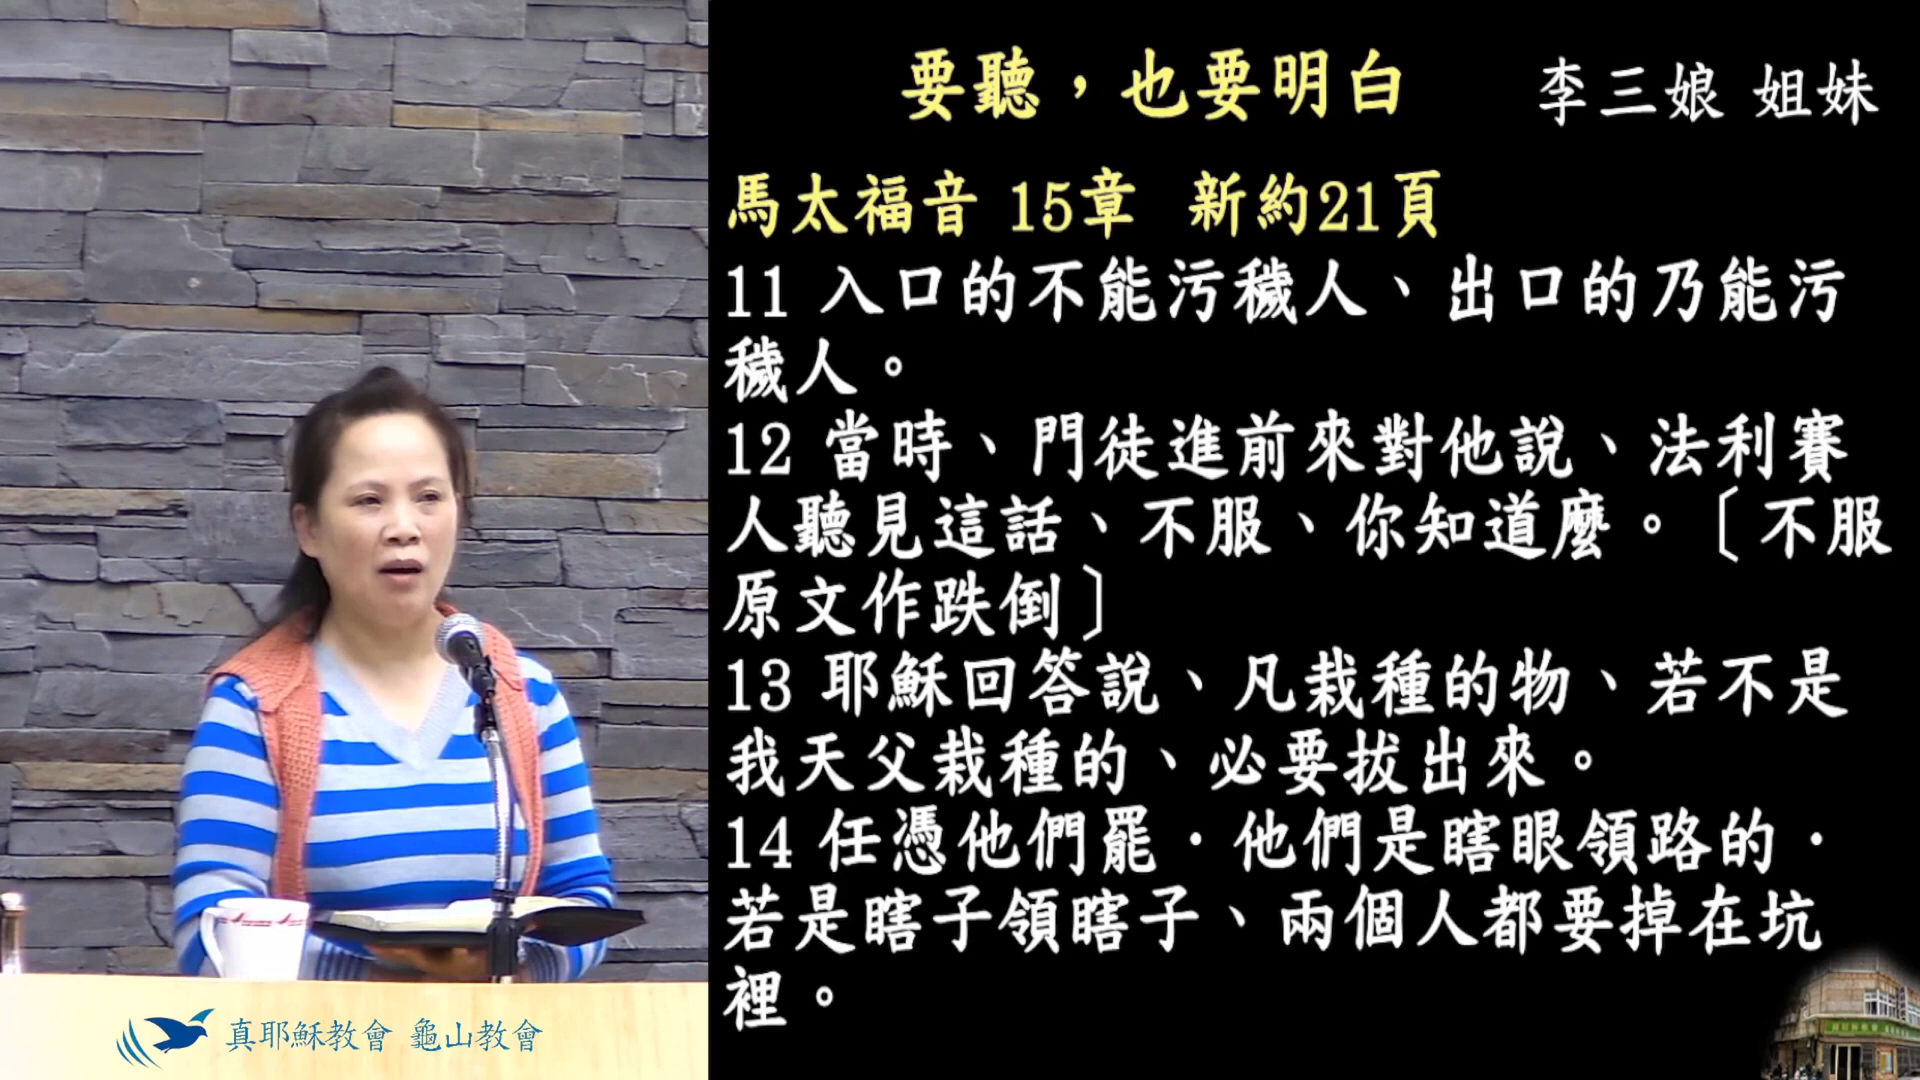 要聽，也要明白 李三娘 姐妹
馬太福音 15章 新約21頁
11 入口的不能污穢人、出口的乃能污
穢人。
12 當時、門徒進前來對他說、法利賽
人聽見這話、不服、你知道麼。〔不服
原文作跌倒〕
13 耶穌回答說、凡栽種的物、若不是
我天父栽種的、必要拔出來。
14 任憑他們罷．他們是瞎眼領路的．
若是瞎子領瞎子、兩個人都要掉在坑
裡。
真耶穌教會 龜山教會